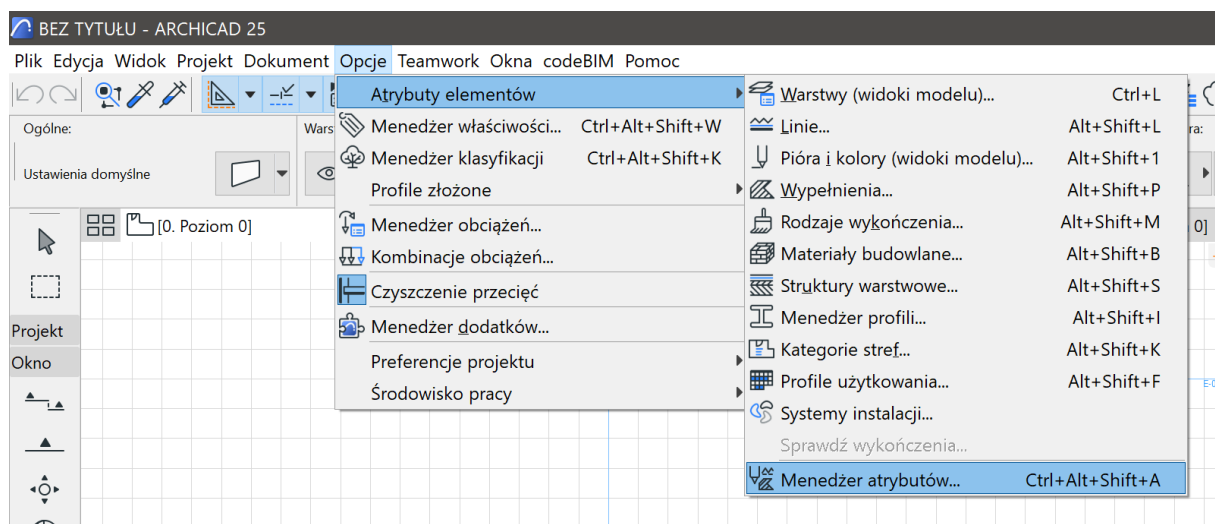 BEZ TYTUŁU - ARCHICAD 25
Plik Edycja Widok Projekt Dokument Opcje Teamwork Okna codeBIM Pomoc
Ogólne:
Wars
Ustawienia domyślne
[0. Poziom 0]
Projekt
Okno
Atrybuty elementów
Menedżer właściwości... Ctrl+Alt+Shift+W
Menedżer klasyfikacji Ctrl+Alt+Shift+K
Profile złożone
Menedżer obciążeń...
Kombinacje obciążeń...
Czyszczenie przecięć
Menedżer dodatków...
Preferencje projektu
Środowisko pracy
Warstwy (widoki modelu)... Ctrl+L
Linie... Alt+Shift+L
Pióra i kolory (widoki modelu)... Alt+Shift+1
Wypełnienia... Alt+Shift+P
Rodzaje wykończenia... Alt+Shift+M
Materiały budowlane... Alt+Shift+B
Struktury warstwowe... Alt+Shift+S
Menedżer profili... Alt+Shift+I
Kategorie stref... Alt+Shift+K
Profile użytkowania... Alt+Shift+F
Systemy instalacji...
Sprawdź wykończenia...
Menedżer atrybutów... Ctrl+Alt+Shift+A
ra:
0]